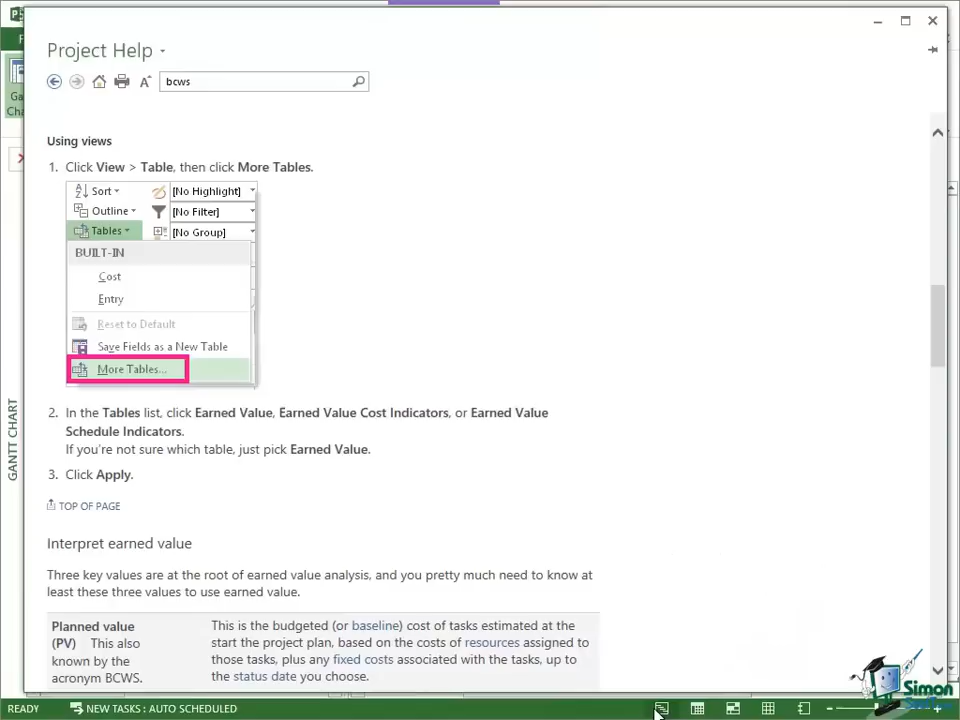 Project Help
bcws
Using views
1. Click View > Table, then click More Tables.
Sort
[No Highlight]
Outline
[No Filter]
Tables
[No Group]
BUILT-IN
Cost
Entry
Reset to Default
Save Fields as a New Table
More Tables...
2. In the Tables list, click Earned Value, Earned Value Cost Indicators, or Earned Value
Schedule Indicators.
If you're not sure which table, just pick Earned Value.
3. Click Apply.
TOP OF PAGE
Interpret earned value
Three key values are at the root of earned value analysis, and you pretty much need to know at
least these three values to use earned value.
Planned value
(PV) This also
known by the
acronym BCWS.
This is the budgeted (or baseline) cost of tasks estimated at the
start the project plan, based on the costs of resources assigned to
those tasks, plus any fixed costs associated with the tasks, up to
the status date you choose.
GANTT CHART
READY
NEW TASKS : AUTO SCHEDULED
Simon